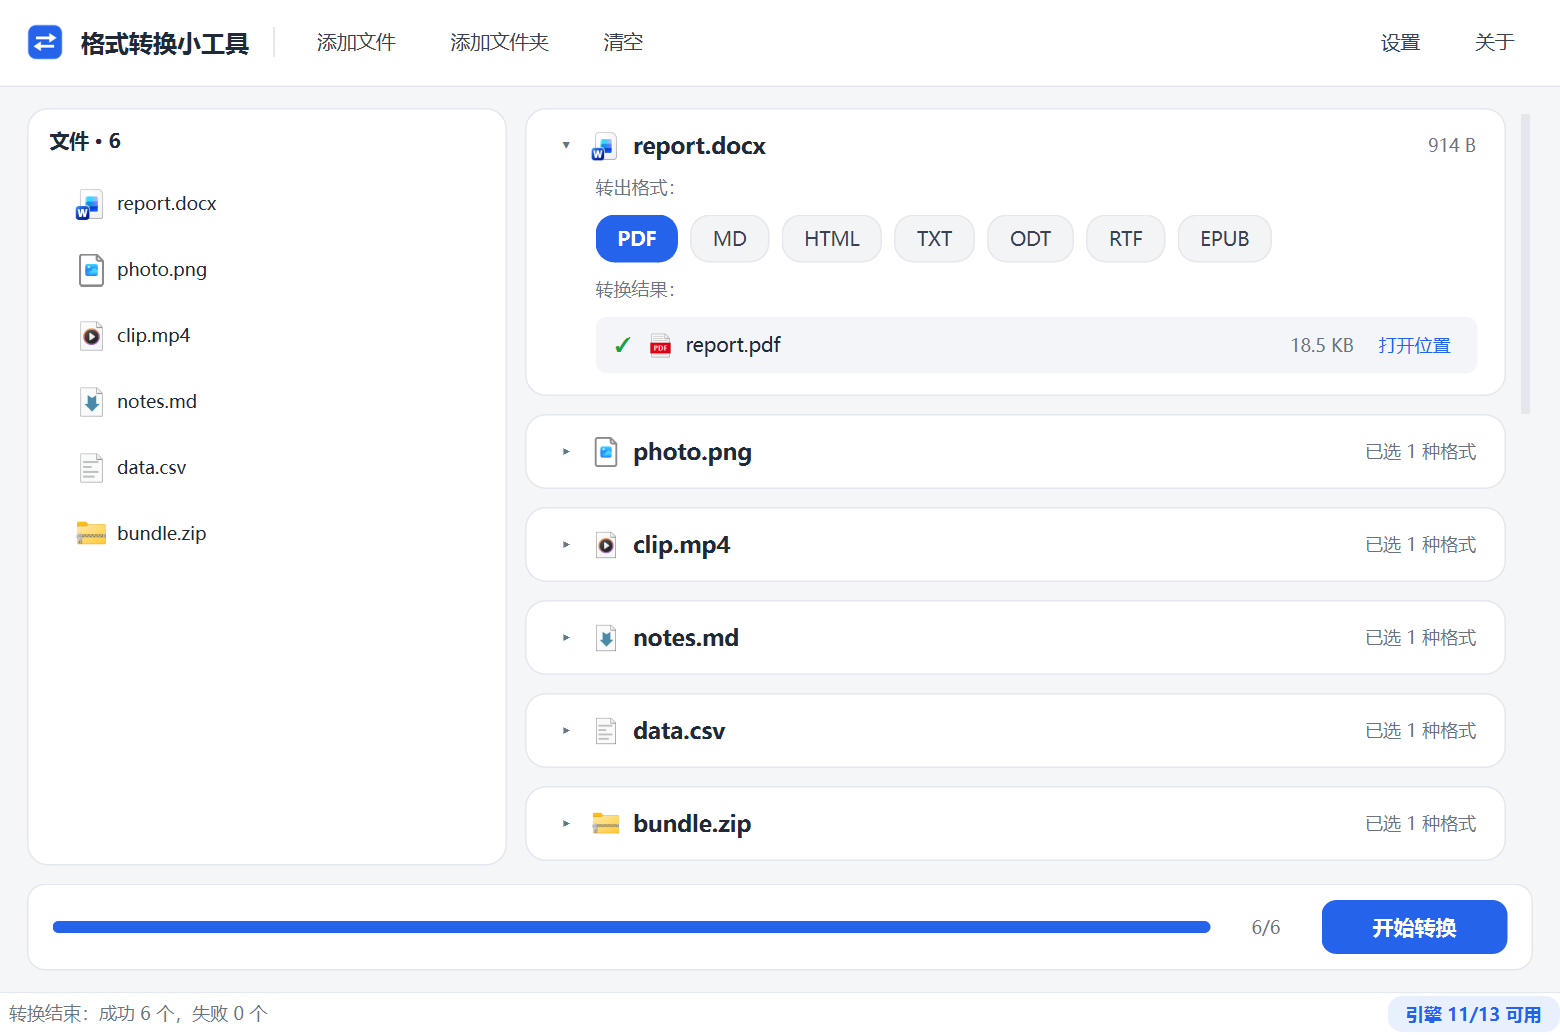 格式转换小工具
添加文件
添加文件夹
清空
设置
关于
文件 • 6
report.docx
photo.png
clip.mp4
notes.md
data.csv
bundle.zip
report.docx
914 B
转出格式：
PDF
MD
HTML
TXT
ODT
RTF
EPUB
转换结果：
✓
PDF
report.pdf
18.5 KB
打开位置
photo.png
已选 1 种格式
clip.mp4
已选 1 种格式
notes.md
已选 1 种格式
data.csv
已选 1 种格式
bundle.zip
已选 1 种格式
6/6
开始转换
转换结束：成功 6 个，失败 0 个
引擎 11/13 可用